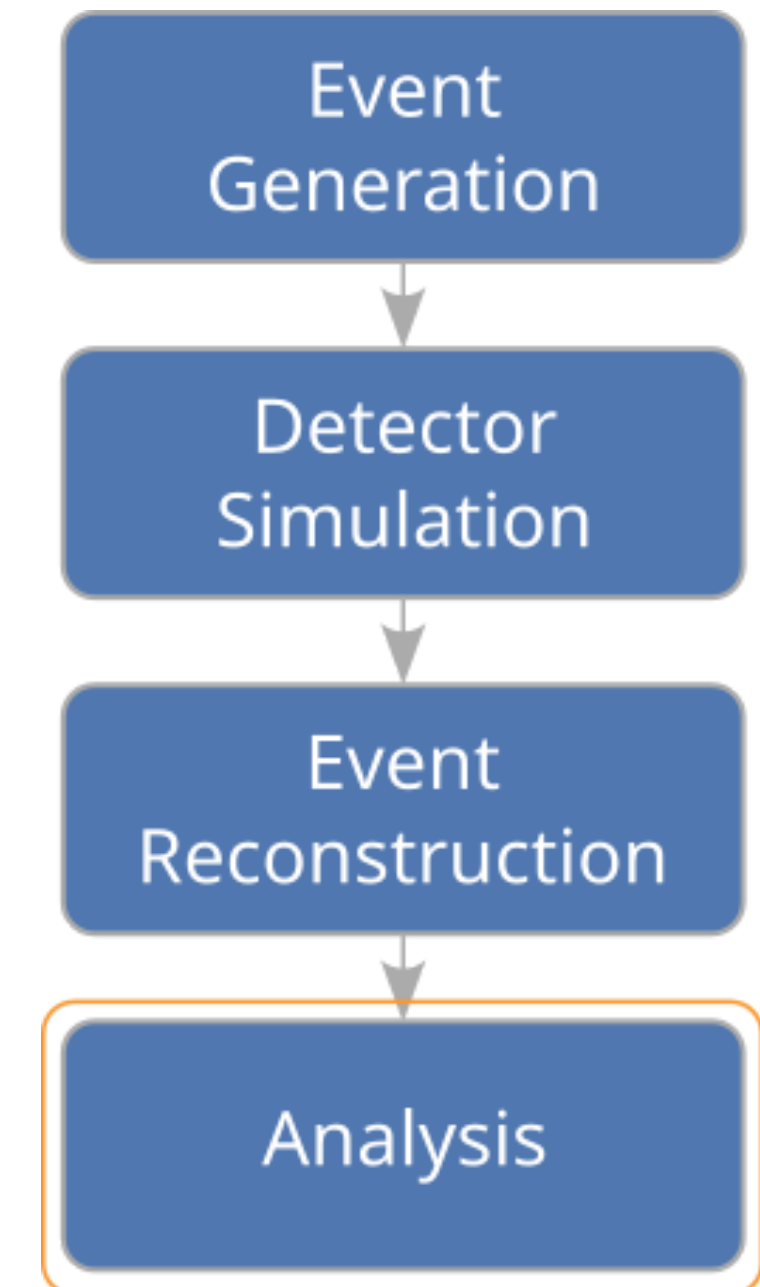 Event
Generation
Detector
Simulation
Event
Reconstruction
Analysis